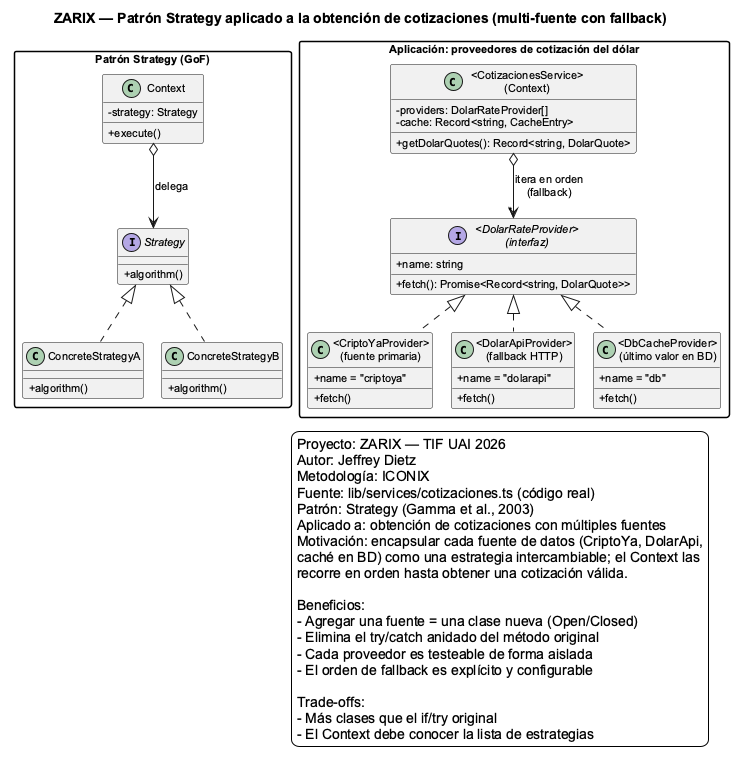 ZARIX — Patrón Strategy aplicado a la obtención de cotizaciones (multi-fuente con fallback)
Patrón Strategy (GoF)
C Context
-strategy: Strategy
+execute()
delega
I Strategy
+algorithm()
C ConcreteStrategyA
+algorithm()
C ConcreteStrategyB
+algorithm()
Aplicación: proveedores de cotización del dólar
C <CotizacionesService>
(Context)
-providers: DolarRateProvider[]
-cache: Record<string, CacheEntry>
+getDolarQuotes(): Record<string, DolarQuote>
itera en orden
(fallback)
I <DolarRateProvider>
(interfaz)
+name: string
+fetch(): Promise<Record<string, DolarQuote>>
C <CriptoYaProvider>
(fuente primaria)
+name = "criptoya"
+fetch()
C <DolarApiProvider>
(fallback HTTP)
+name = "dolarapi"
+fetch()
C <DbCacheProvider>
(último valor en BD)
+name = "db"
+fetch()
Proyecto: ZARIX — TIF UAI 2026
Autor: Jeffrey Dietz
Metodología: ICONIX
Fuente: lib/services/cotizaciones.ts (código real)
Patrón: Strategy (Gamma et al., 2003)
Aplicado a: obtención de cotizaciones con múltiples fuentes
Motivación: encapsular cada fuente de datos (CriptoYa, DolarApi,
caché en BD) como una estrategia intercambiable; el Context las
recorre en orden hasta obtener una cotización válida.
Beneficios:
- Agregar una fuente = una clase nueva (Open/Closed)
- Elimina el try/catch anidado del método original
- Cada proveedor es testeable de forma aislada
- El orden de fallback es explícito y configurable
Trade-offs:
- Más clases que el if/try original
- El Context debe conocer la lista de estrategias